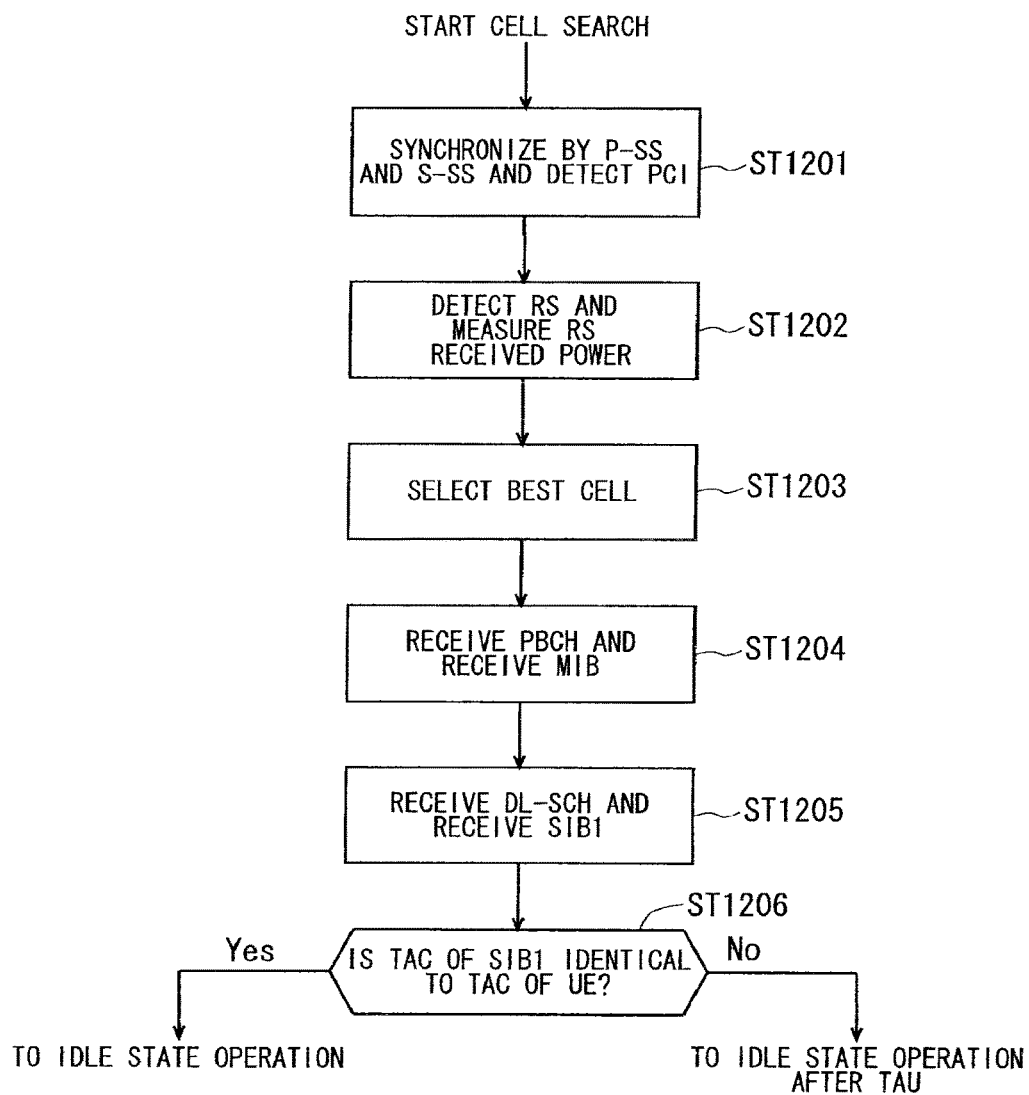 START CELL SEARCH
SYNCHRONIZE BY P-SS
AND S-SS AND DETECT PCI
ST1201
DETECT RS AND
MEASURE RS
RECEIVED POWER
ST1202
SELECT BEST CELL
ST1203
RECEIVE PBCH AND
RECEIVE MIB
ST1204
RECEIVE DL-SCH AND
RECEIVE SIB1
ST1205
ST1206
IS TAC OF SIB1 IDENTICAL
TO TAC OF UE?
Yes
No
TO IDLE STATE OPERATION
TO IDLE STATE OPERATION
AFTER TAU